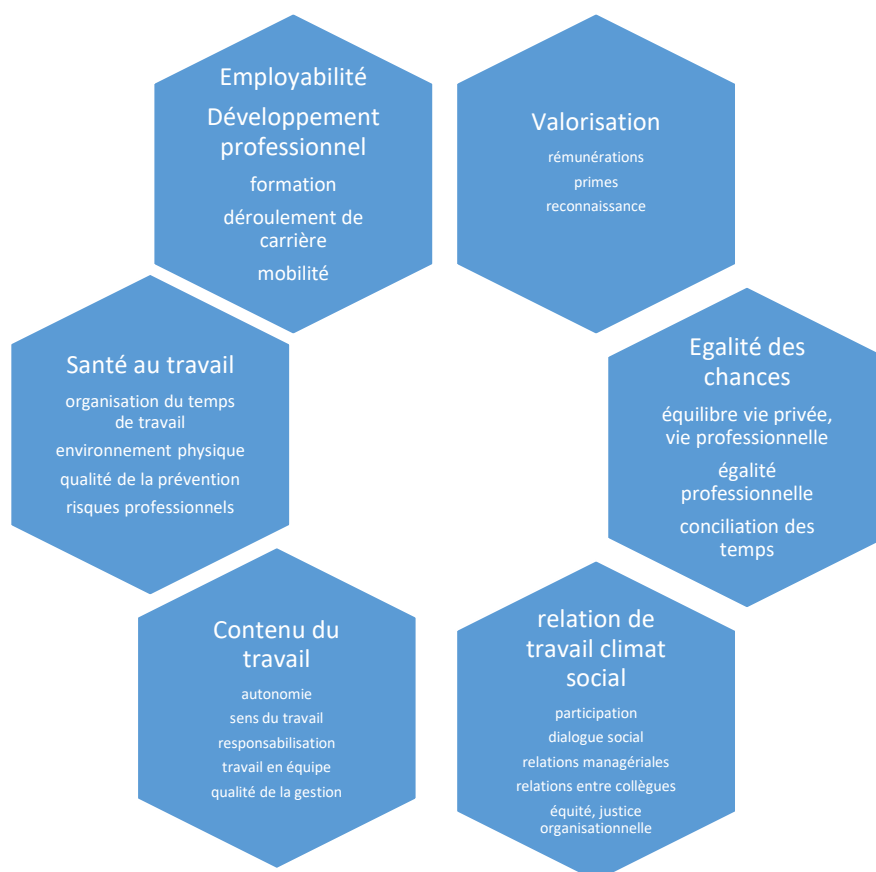 Employabilité
Développement
professionnel
formation
déroulement de
carrière
mobilité
Valorisation
rémunérations
primes
reconnaissance
Santé au travail
organisation du temps
de travail
environnement physique
qualité de la prévention
risques professionnels
Egalité des
chances
équilibre vie privée,
vie professionnelle
égalité
professionnelle
conciliation des
temps
Contenu du
travail
autonomie
sens du travail
responsabilisation
travail en équipe
qualité de la gestion
relation de
travail climat
social
participation
dialogue social
relations managériales
relations entre collègues
équité, justice
organisationnelle